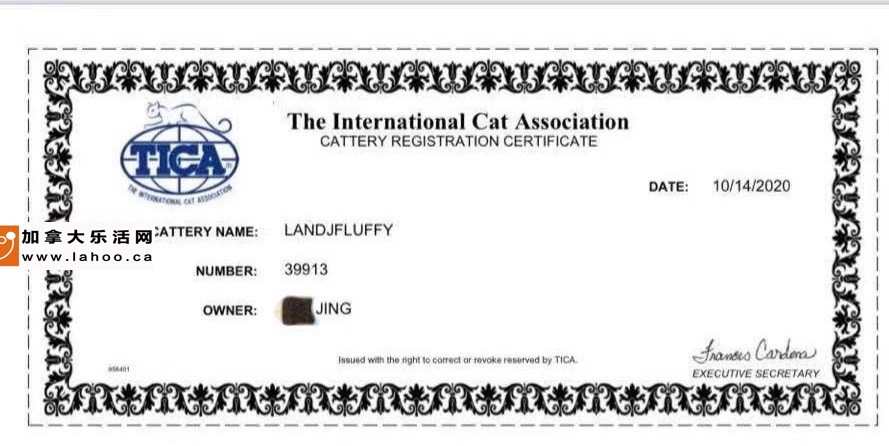 The International Cat Association
CATTERY REGISTRATION CERTIFICATE
TICA
THE INTERNATIONAL CAT ASSOCIATION
DATE: 10/14/2020
CATTERY NAME: LANDJFLUFFY
加拿大乐活网
www.lahoo.ca
NUMBER: 39913
OWNER: JING
Issued with the right to correct or revoke reserved by TICA.
Frances Cardona
EXECUTIVE SECRETARY